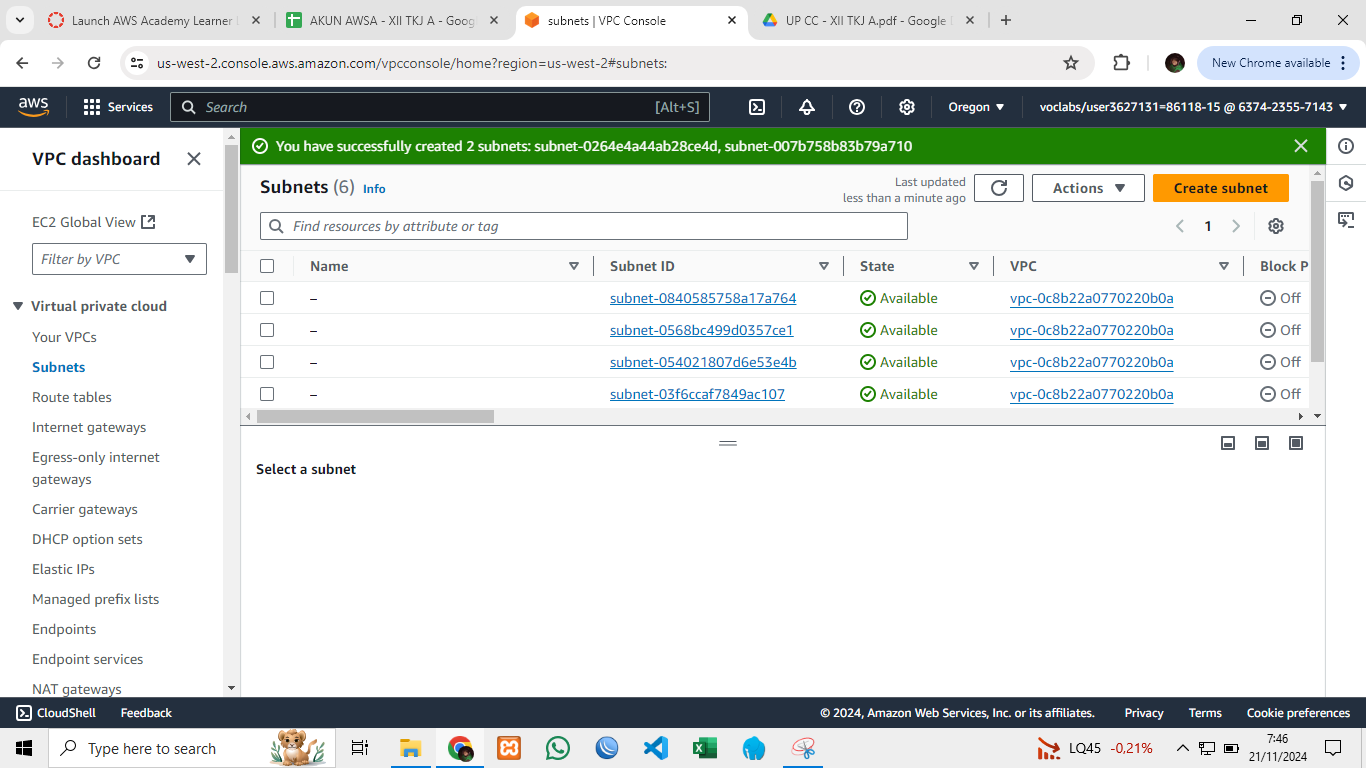 Launch AWS Academy Learner L
AKUN AWSA - XII TKJ A - Goog
subnets | VPC Console
UP CC - XII TKJ A.pdf - Google D
us-west-2.console.aws.amazon.com/vpcconsole/home?region=us-west-2#subnets:
New Chrome available
aws
Services
Search
[Alt+S]
Oregon
voclabs/user3627131=86118-15 @ 6374-2355-7143
VPC dashboard
EC2 Global View
Filter by VPC
Virtual private cloud
Your VPCs
Subnets
Route tables
Internet gateways
Egress-only internet
gateways
Carrier gateways
DHCP option sets
Elastic IPs
Managed prefix lists
Endpoints
Endpoint services
NAT gateways
You have successfully created 2 subnets: subnet-0264e4a44ab28ce4d, subnet-007b758b83b79a710
Subnets (6) Info
Last updated
less than a minute ago
Actions
Create subnet
Find resources by attribute or tag
1
Name Subnet ID State VPC Block P
– subnet-0840585758a17a764 Available vpc-0c8b22a0770220b0a Off
– subnet-0568bc499d0357ce1 Available vpc-0c8b22a0770220b0a Off
– subnet-054021807d6e53e4b Available vpc-0c8b22a0770220b0a Off
– subnet-03f6ccaf7849ac107 Available vpc-0c8b22a0770220b0a Off
Select a subnet
CloudShell Feedback
© 2024, Amazon Web Services, Inc. or its affiliates. Privacy Terms Cookie preferences
Type here to search
LQ45 -0,21%
7:46
21/11/2024